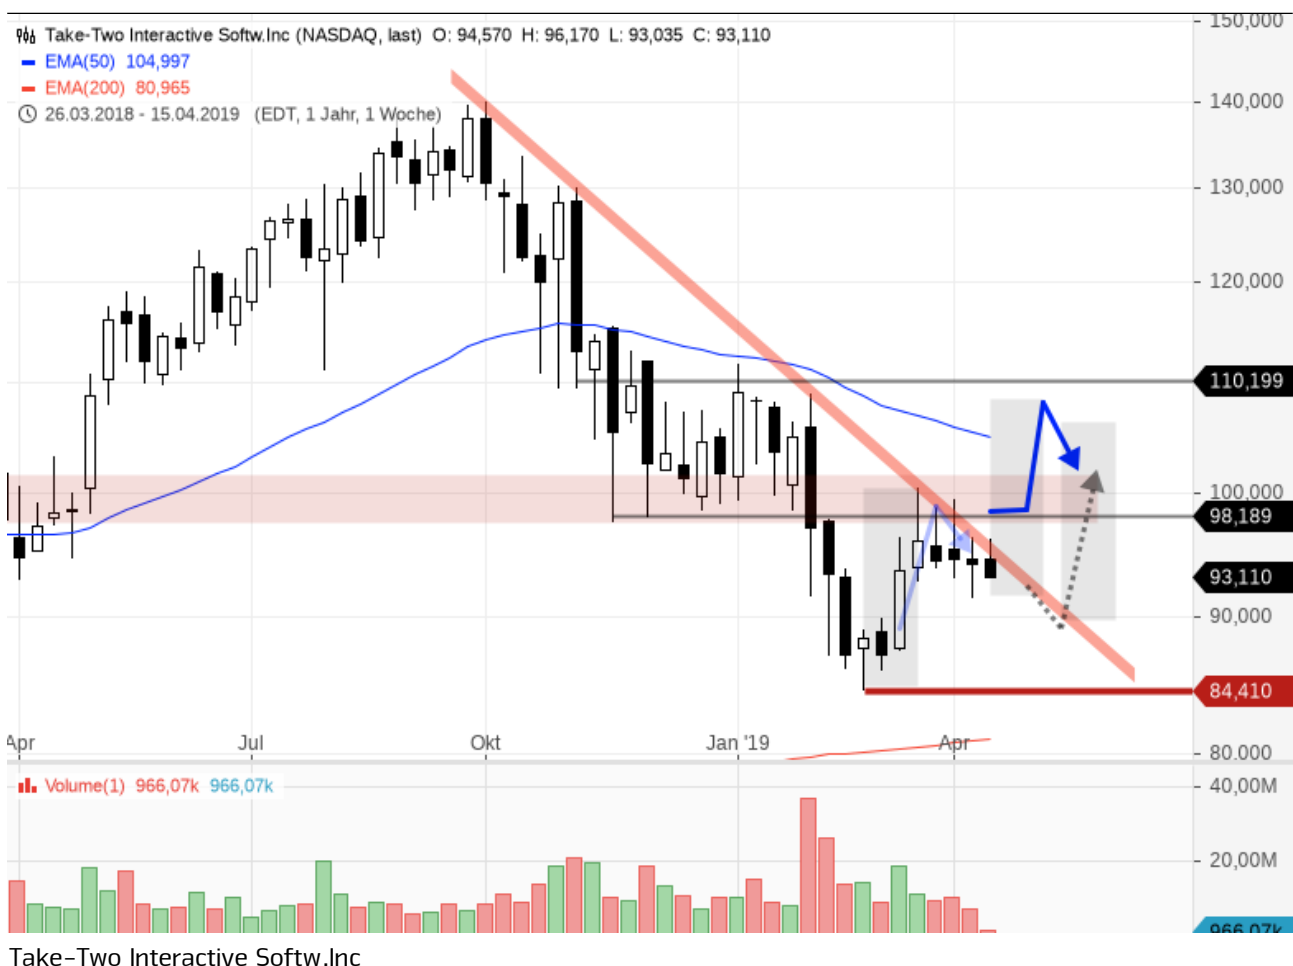 Take-Two Interactive Softw.Inc (NASDAQ, last) O: 94,570 H: 96,170 L: 93,035 C: 93,110
EMA(50) 104,997
EMA(200) 80,965
26.03.2018 - 15.04.2019 (EDT, 1 Jahr, 1 Woche)
150,000
140,000
130,000
120,000
110,199
100,000
98,189
93,110
90,000
84,410
80.000
Apr
Jul
Okt
Jan '19
Apr
Volume(1) 966,07k 966,07k
40,00M
20,00M
966,07k
Take-Two Interactive Softw.Inc